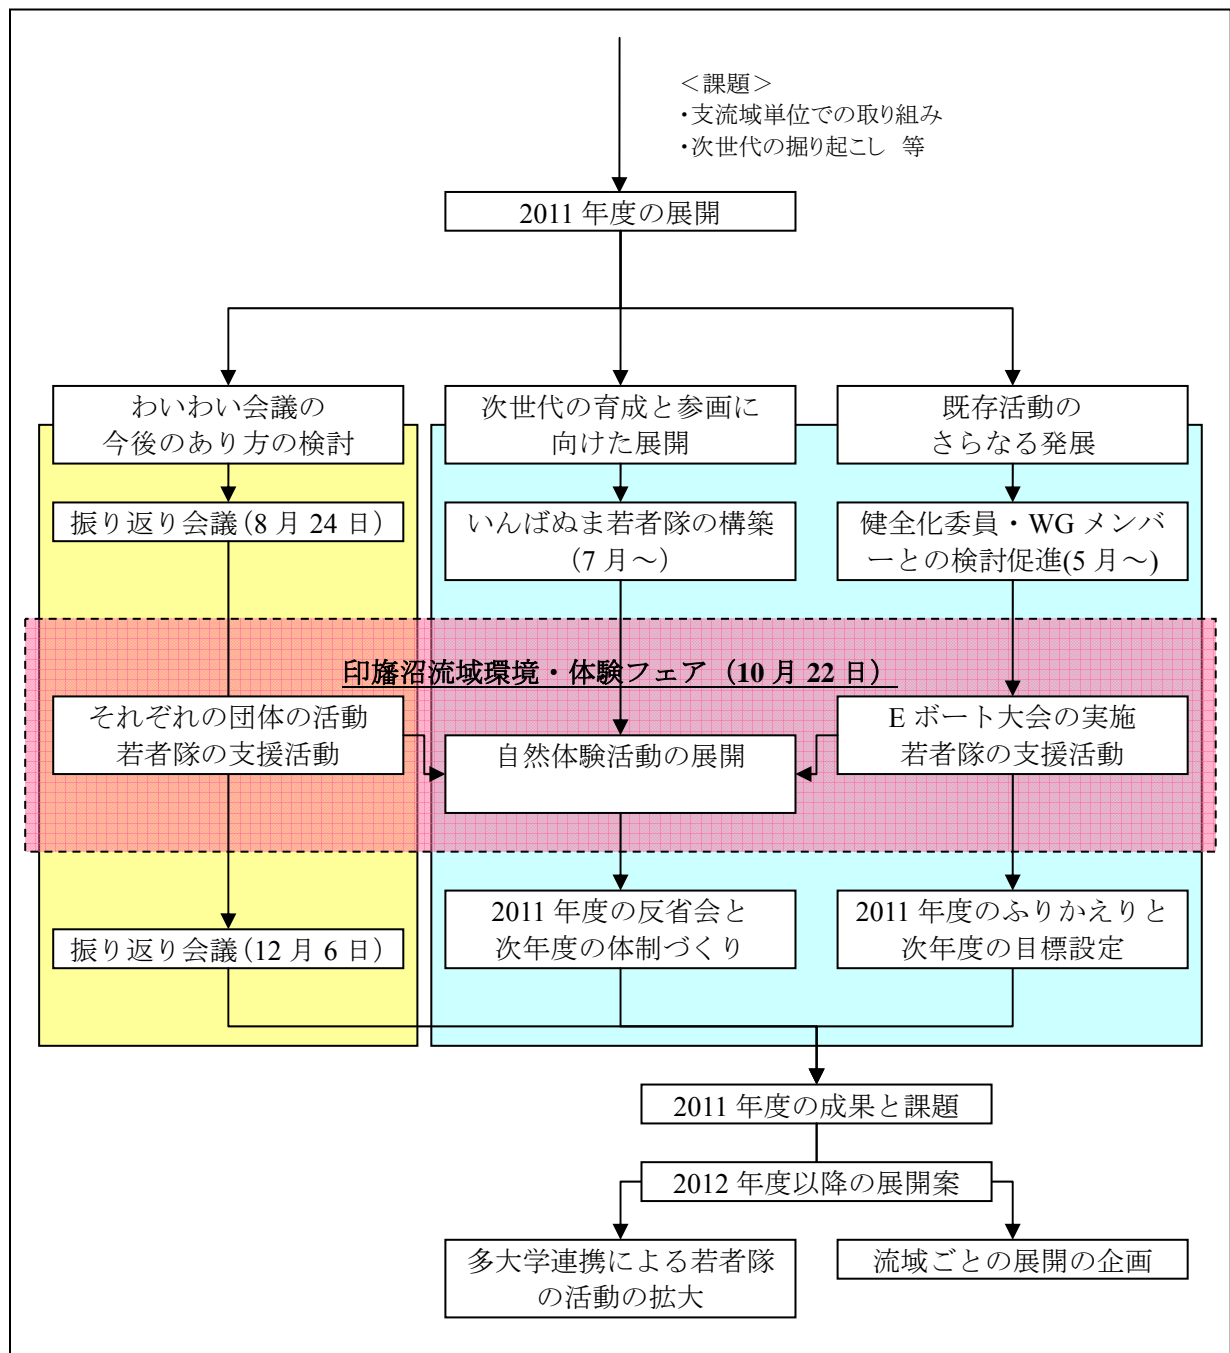 ＜課題＞
・支流域単位での取り組み
・次世代の掘り起こし 等
2011 年度の展開
わいわい会議の
今後のあり方の検討
次世代の育成と参画に
向けた展開
既存活動の
さらなる発展
振り返り会議(8 月 24 日)
いんばぬま若者隊の構築
(7 月～)
健全化委員・WG メンバ
ーとの検討促進(5 月～)
印旛沼流域環境・体験フェア（10 月 22 日）
それぞれの団体の活動
若者隊の支援活動
自然体験活動の展開
E ボート大会の実施
若者隊の支援活動
振り返り会議(12 月 6 日)
2011 年度の反省会と
次年度の体制づくり
2011 年度のふりかえりと
次年度の目標設定
2011 年度の成果と課題
2012 年度以降の展開案
多大学連携による若者隊
の活動の拡大
流域ごとの展開の企画